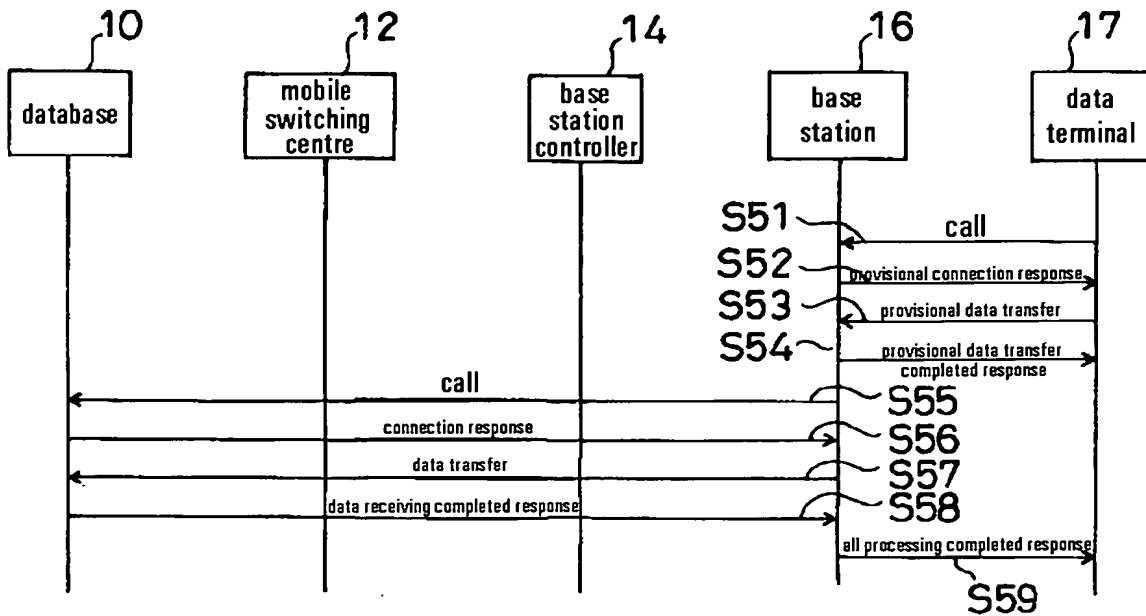 10
12
14
16
17
database
mobile
switching
centre
base
station
controller
base
station
data
terminal
S51
call
S52
provisional connection response
S53
provisional data transfer
S54
provisional data transfer
completed response
call
S55
connection response
S56
data transfer
S57
data receiving completed response
S58
all processing completed response
S59